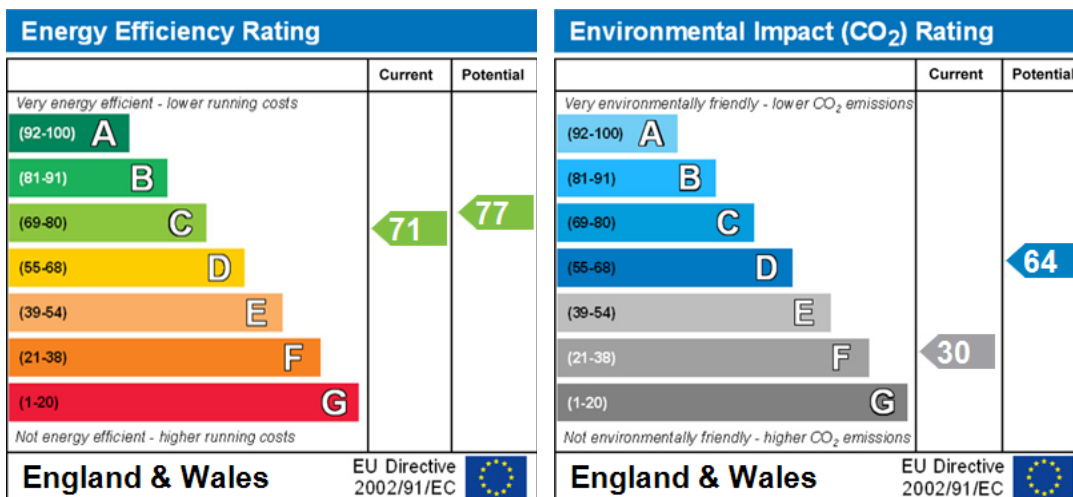 Energy Efficiency Rating
Current Potential
Very energy efficient - lower running costs
(92-100) A
(81-91) B
(69-80) C
(55-68) D
(39-54) E
(21-38) F
(1-20) G
71
77
Not energy efficient - higher running costs
England & Wales
EU Directive
2002/91/EC
Environmental Impact (CO₂) Rating
Current Potential
Very environmentally friendly - lower CO₂ emissions
(92-100) A
(81-91) B
(69-80) C
(55-68) D
(39-54) E
(21-38) F
(1-20) G
30
64
Not environmentally friendly - higher CO₂ emissions
England & Wales
EU Directive
2002/91/EC